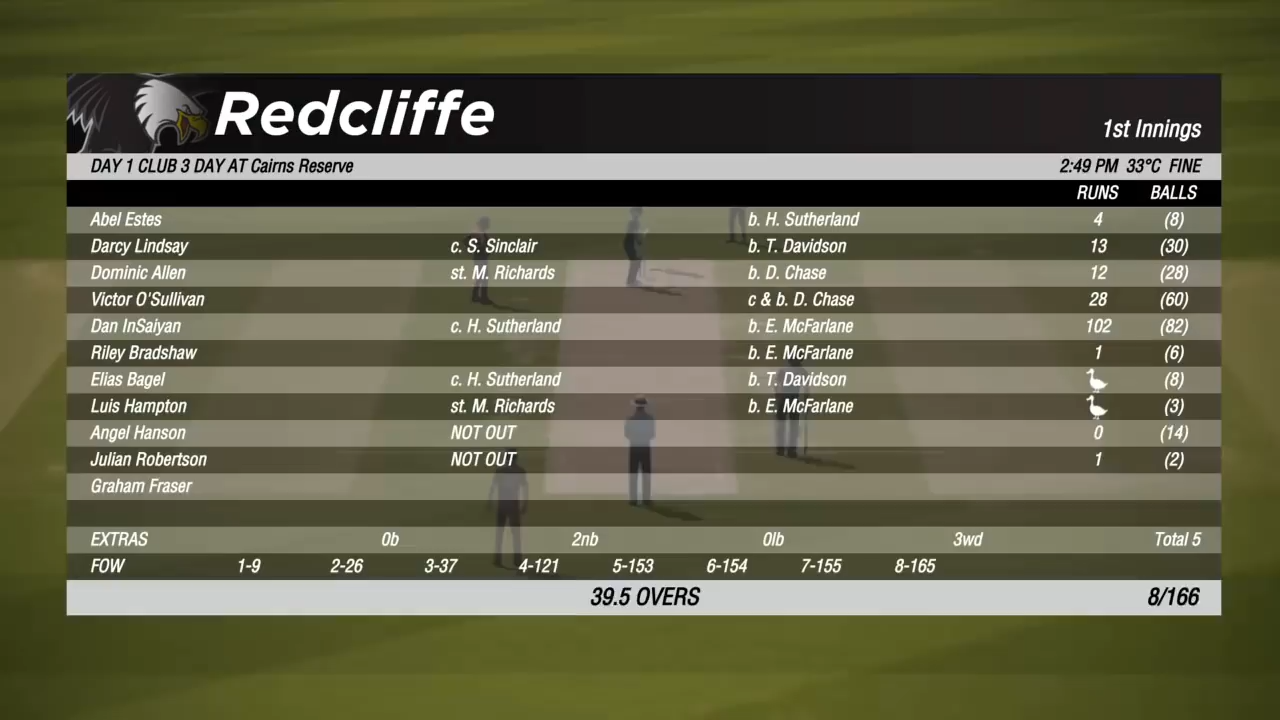 Redcliffe
1st Innings
DAY 1 CLUB 3 DAY AT Cairns Reserve 2:49 PM 33°C FINE
RUNS BALLS
Abel Estes b. H. Sutherland 4 (8)
Darcy Lindsay c. S. Sinclair b. T. Davidson 13 (30)
Dominic Allen st. M. Richards b. D. Chase 12 (28)
Victor O'Sullivan c & b. D. Chase 28 (60)
Dan InSaiyan c. H. Sutherland b. E. McFarlane 102 (82)
Riley Bradshaw b. E. McFarlane 1 (6)
Elias Bagel c. H. Sutherland b. T. Davidson (8)
Luis Hampton st. M. Richards b. E. McFarlane (3)
Angel Hanson NOT OUT 0 (14)
Julian Robertson NOT OUT 1 (2)
Graham Fraser
EXTRAS 0b 2nb 0lb 3wd Total 5
FOW 1-9 2-26 3-37 4-121 5-153 6-154 7-155 8-165
39.5 OVERS 8/166